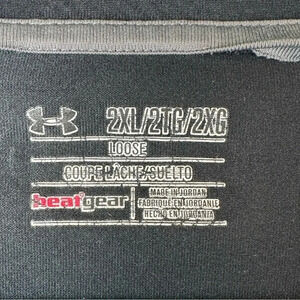 2XL/2TG/2XG
LOOSE
COUPE LÂCHE/SUELTO
heatgear
MADE IN JORDAN
FABRIQUÉ EN JORDANIE
HECHO EN JORDANIA